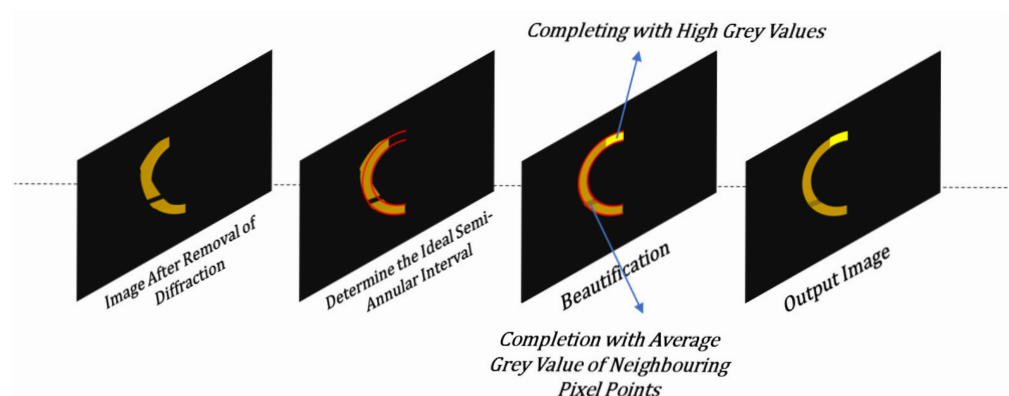 Completing with High Grey Values
Image After Removal of
Diffraction
Determine the Ideal Semi-
Annular Interval
Beautification
Output Image
Completion with Average
Grey Value of Neighbouring
Pixel Points